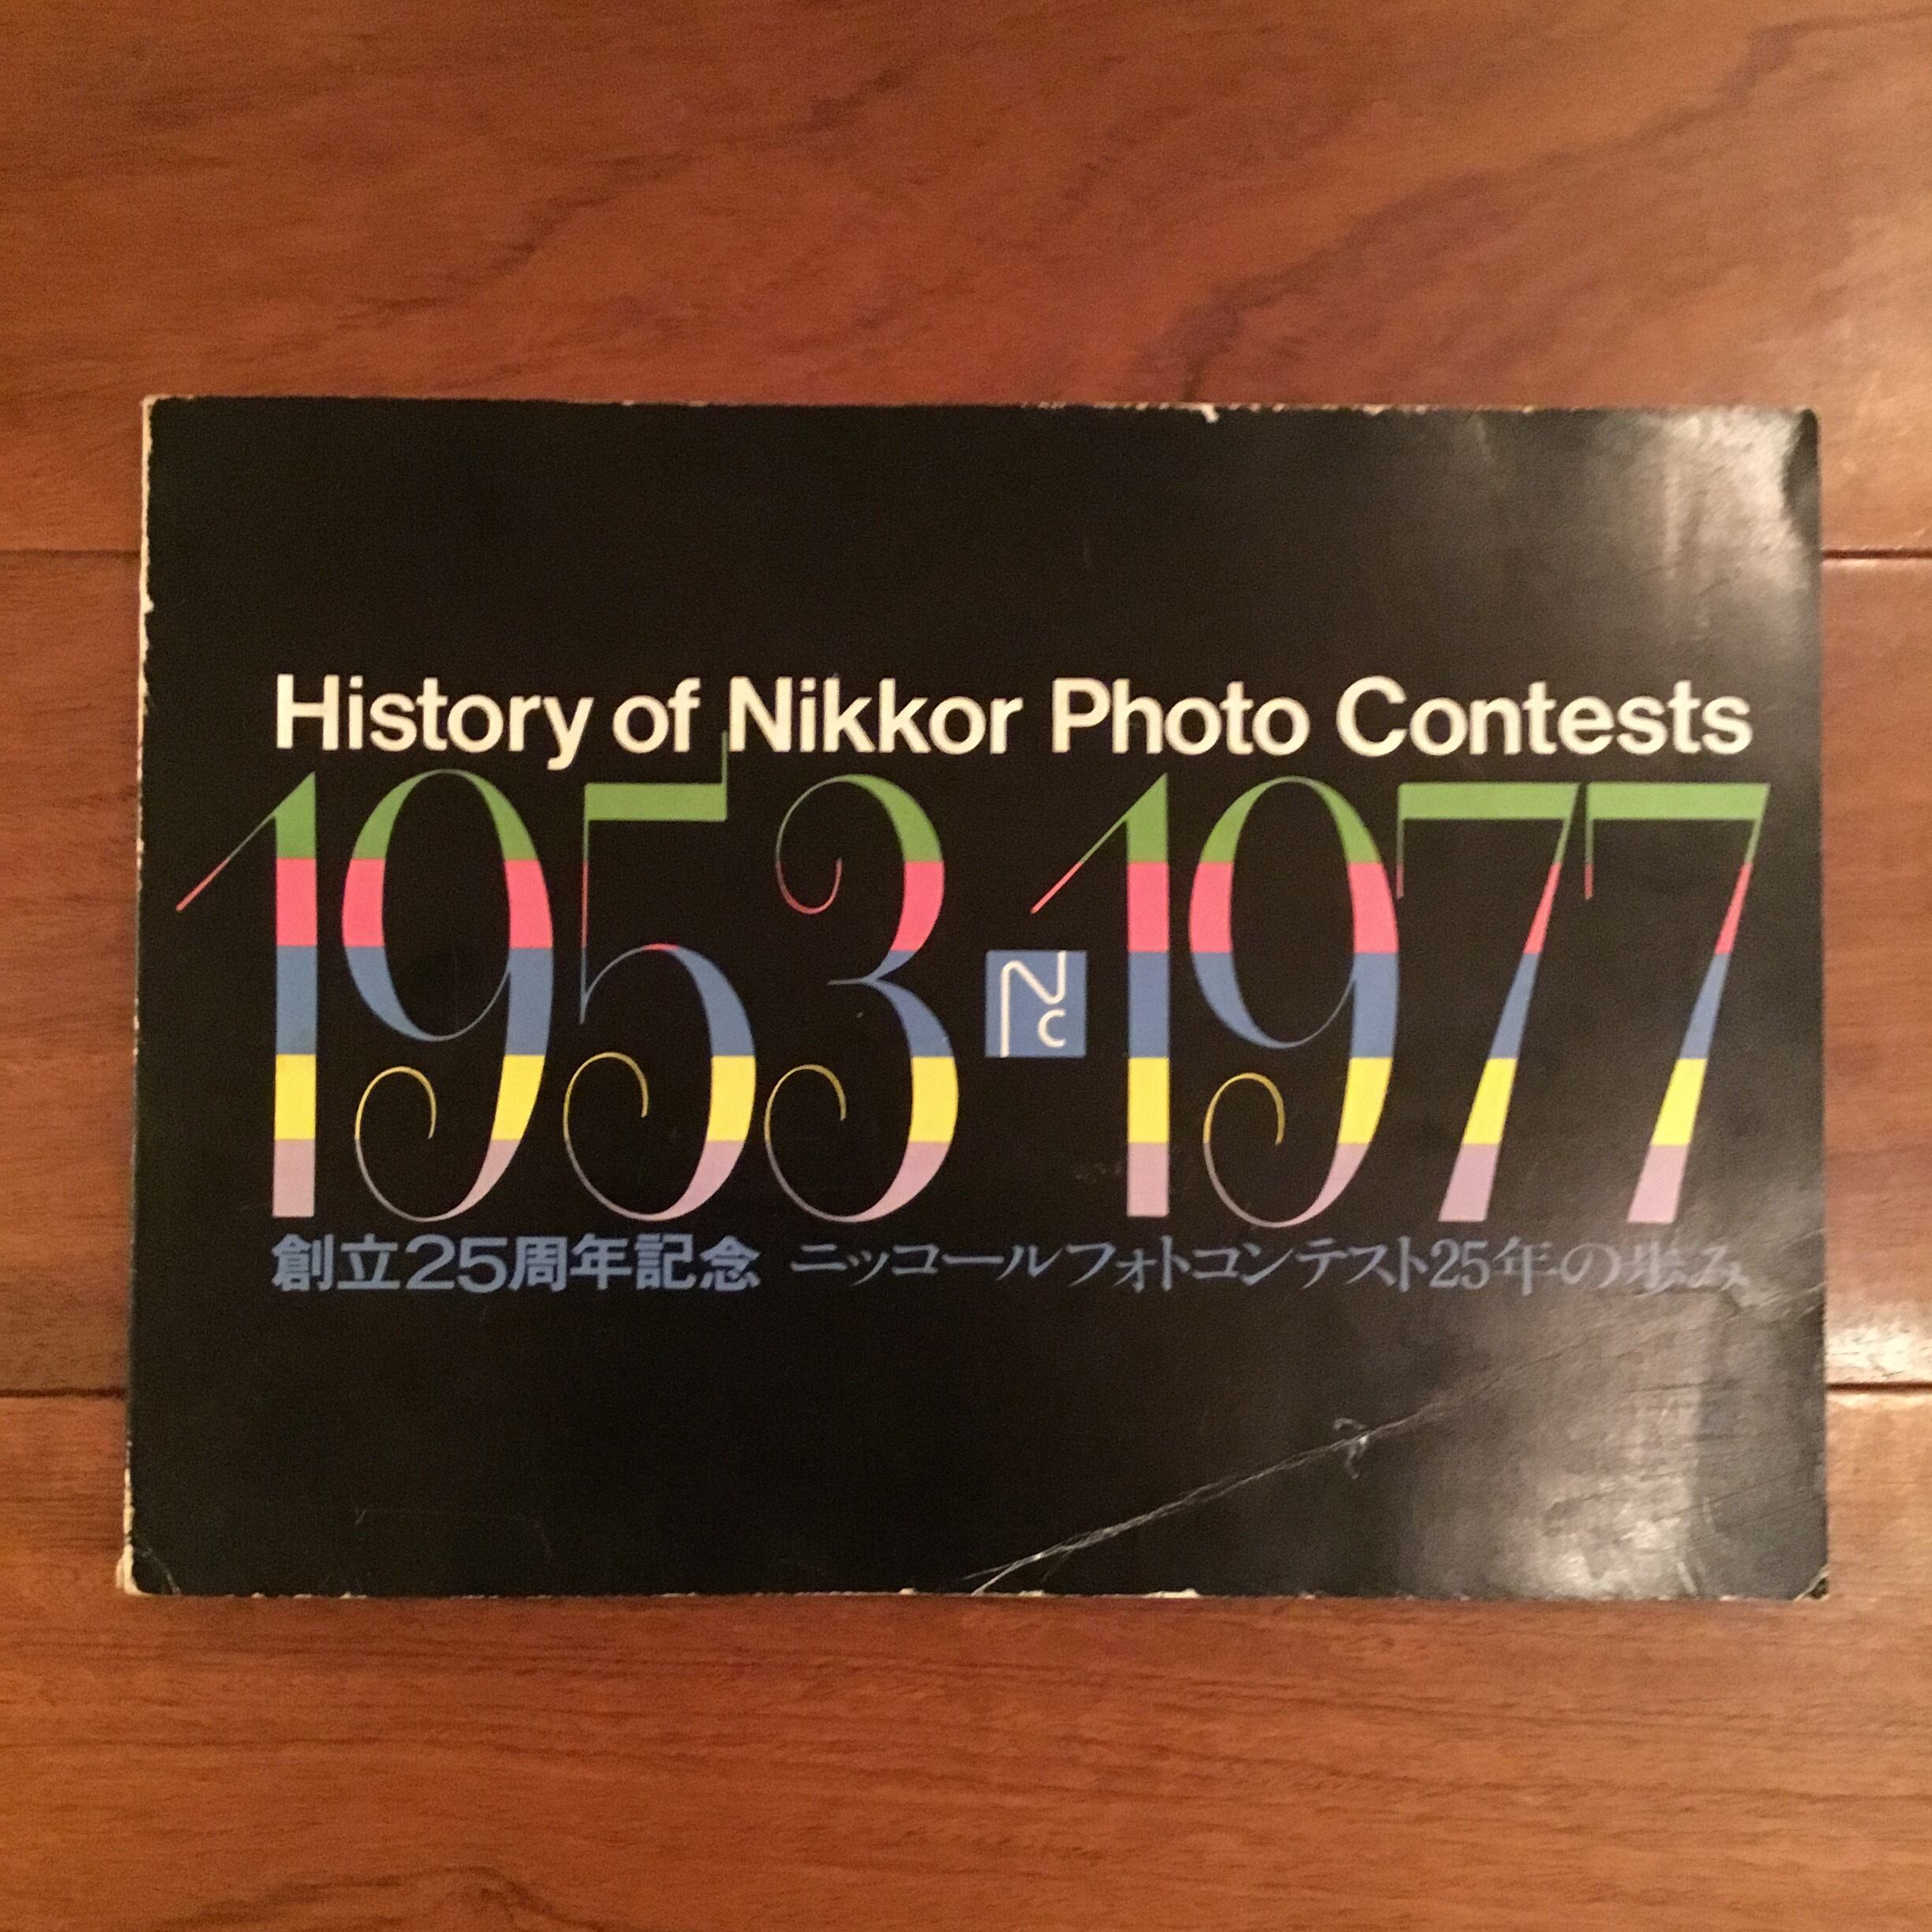 History of Nikkor Photo Contests
1953 Nc 1977
創立25周年記念 ニッコールフォトコンテスト25年の歩み